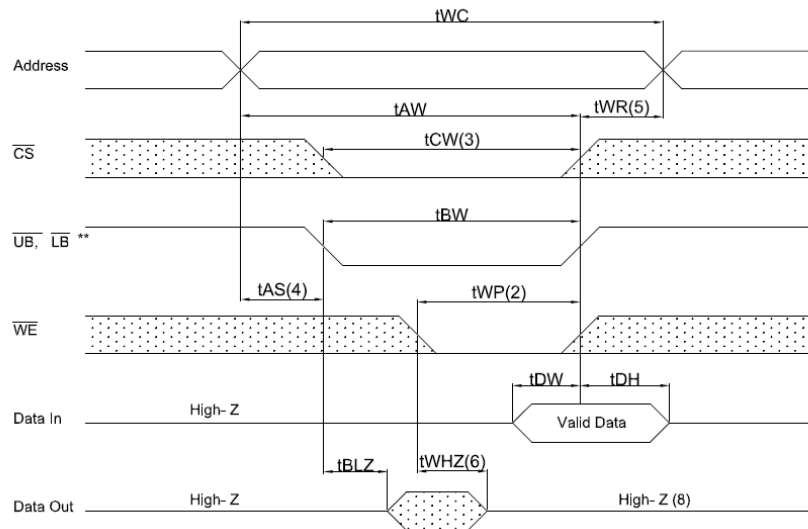 tWC
Address
tAW
tWR(5)
CS
tCW(3)
UB, LB **
tBW
tAS(4)
tWP(2)
WE
tDW
tDH
Data In
High- Z
Valid Data
tBLZ
tWHZ(6)
Data Out
High- Z
High- Z (8)